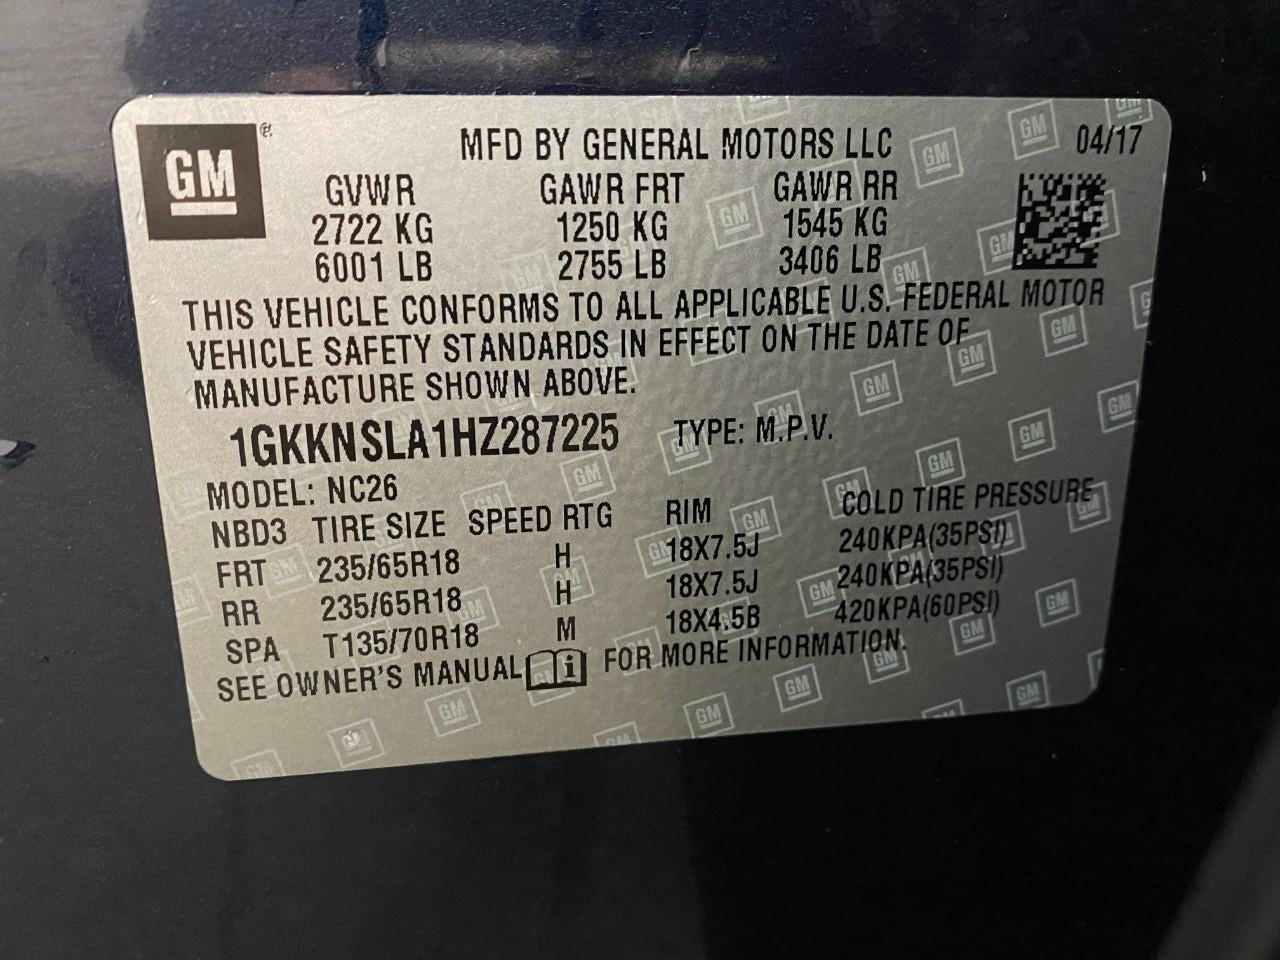 GM ®
MFD BY GENERAL MOTORS LLC 04/17
GVWR GAWR FRT GAWR RR
2722 KG 1250 KG 1545 KG
6001 LB 2755 LB 3406 LB
THIS VEHICLE CONFORMS TO ALL APPLICABLE U.S. FEDERAL MOTOR
VEHICLE SAFETY STANDARDS IN EFFECT ON THE DATE OF
MANUFACTURE SHOWN ABOVE.
1GKKNSLA1HZ287225 TYPE: M.P.V.
MODEL: NC26
NBD3 TIRE SIZE SPEED RTG RIM COLD TIRE PRESSURE
FRT 235/65R18 H 18X7.5J 240KPA(35PSI)
RR 235/65R18 H 18X7.5J 240KPA(35PSI)
SPA T135/70R18 M 18X4.5B 420KPA(60PSI)
SEE OWNER'S MANUAL i FOR MORE INFORMATION.